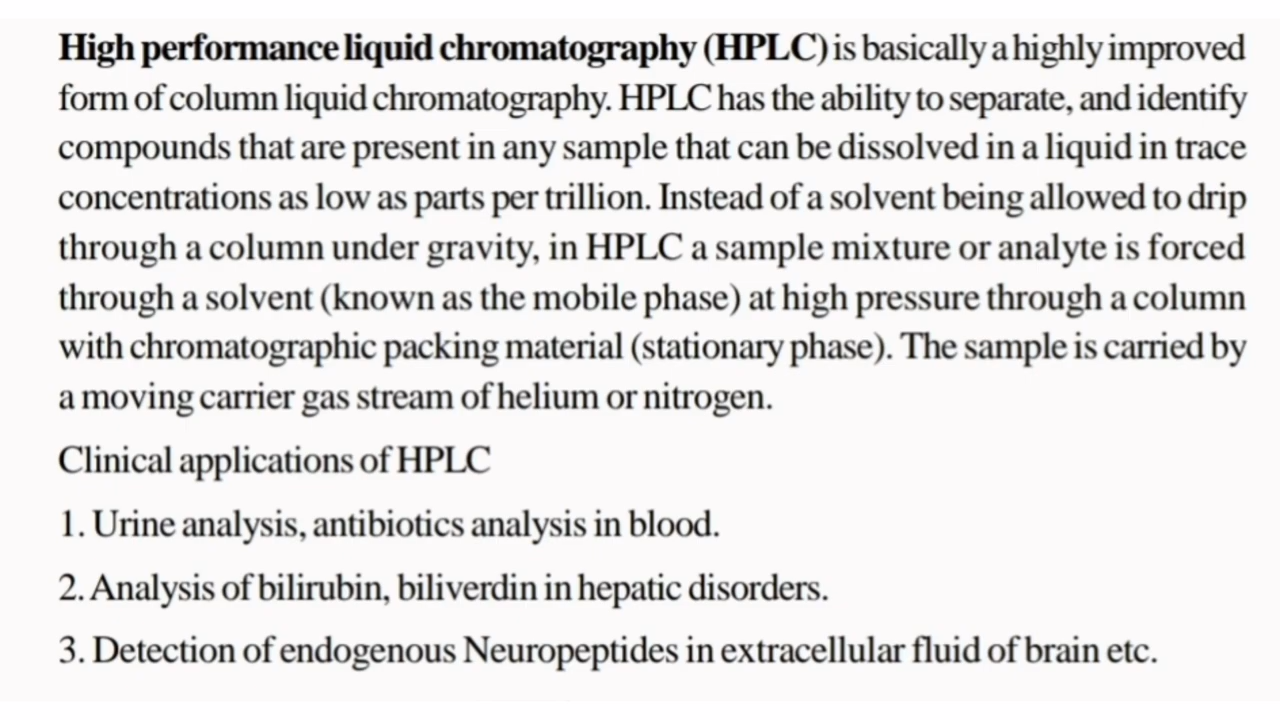 High performance liquid chromatography (HPLC) is basically a highly improved
form of column liquid chromatography. HPLC has the ability to separate, and identify
compounds that are present in any sample that can be dissolved in a liquid in trace
concentrations as low as parts per trillion. Instead of a solvent being allowed to drip
through a column under gravity, in HPLC a sample mixture or analyte is forced
through a solvent (known as the mobile phase) at high pressure through a column
with chromatographic packing material (stationary phase). The sample is carried by
a moving carrier gas stream of helium or nitrogen.
Clinical applications of HPLC
1. Urine analysis, antibiotics analysis in blood.
2. Analysis of bilirubin, biliverdin in hepatic disorders.
3. Detection of endogenous Neuropeptides in extracellular fluid of brain etc.